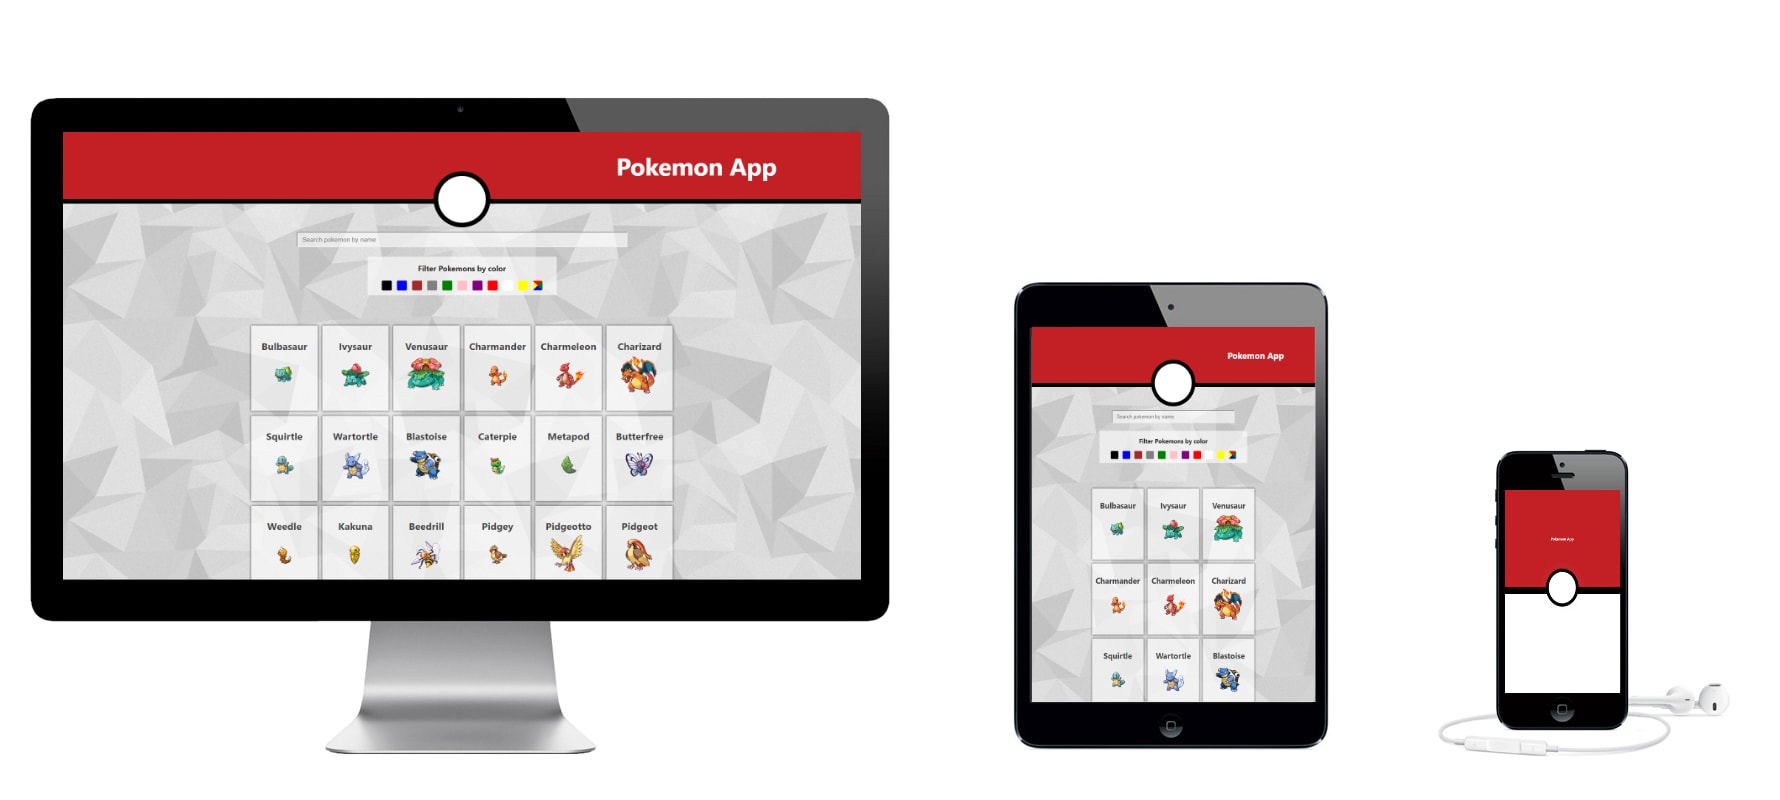 Pokemon App
Search pokemon by name
Filter Pokemons by color
Bulbasaur Ivysaur Venusaur Charmander Charmeleon Charizard
Squirtle Wartortle Blastoise Caterpie Metapod Butterfree
Weedle Kakuna Beedrill Pidgey Pidgeotto Pidgeot
Pokemon App
Search pokemon by name
Filter Pokemons by color
Bulbasaur Ivysaur Venusaur
Charmander Charmeleon Charizard
Squirtle Wartortle Blastoise
Pokemon App